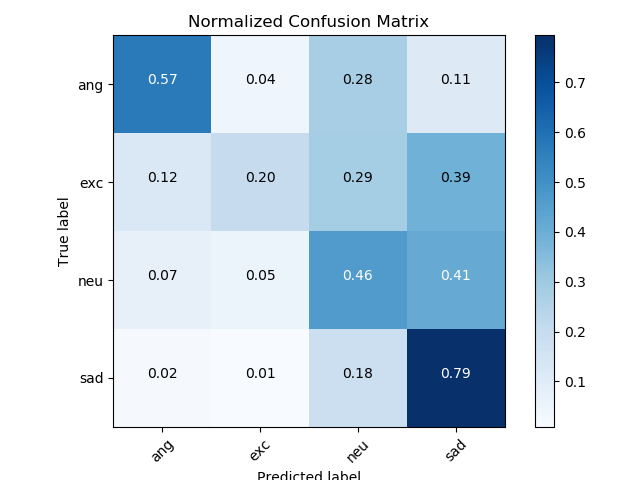 Normalized Confusion Matrix
ang 0.57 0.04 0.28 0.11
exc 0.12 0.20 0.29 0.39
neu 0.07 0.05 0.46 0.41
sad 0.02 0.01 0.18 0.79
ang exc neu sad
True label
Predicted label
0.7
0.6
0.5
0.4
0.3
0.2
0.1